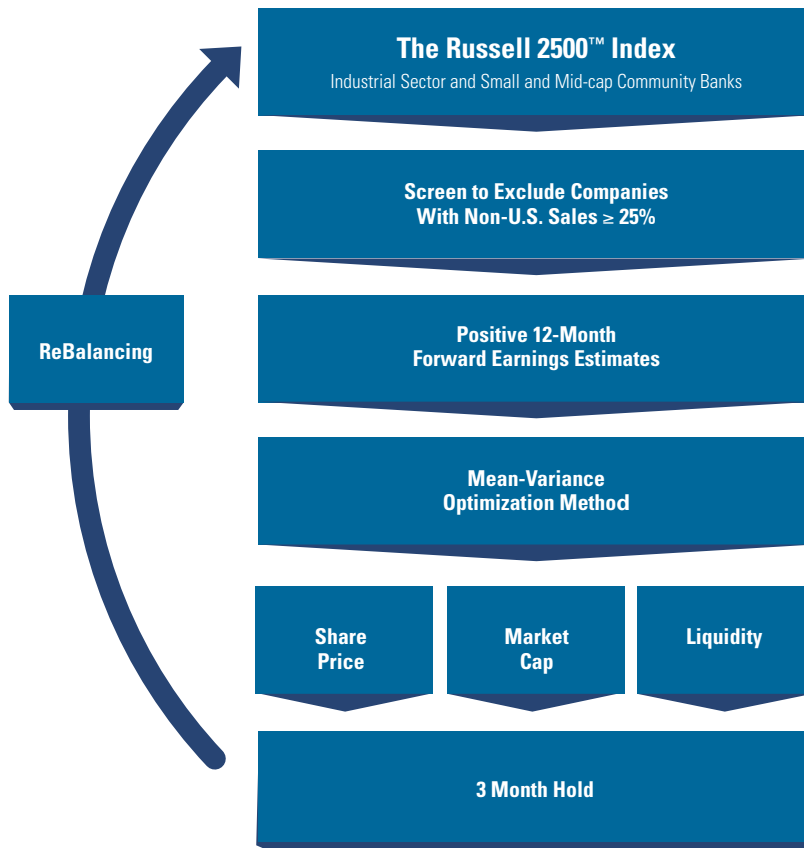 The Russell 2500™ Index
Industrial Sector and Small and Mid-cap Community Banks
Screen to Exclude Companies
With Non-U.S. Sales ≥ 25%
ReBalancing
Positive 12-Month
Forward Earnings Estimates
Mean-Variance
Optimization Method
Share
Price
Market
Cap
Liquidity
3 Month Hold